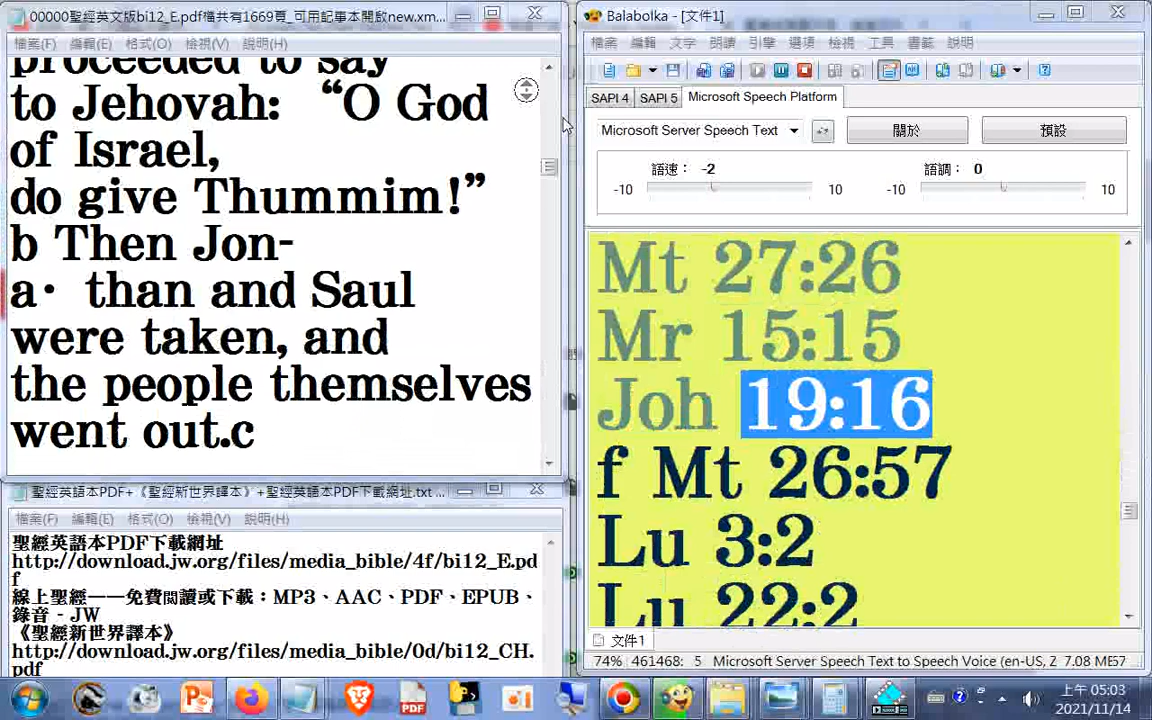 00000聖經英文版bi12_E.pdf檔共有1669頁_可用記事本開啟new.xm...
檔案(F) 編輯(E) 格式(O) 檢視(V) 說明(H)
proceeded to say
to Jehovah: “O God
of Israel,
do give Thummim!”
b Then Jon-
a· than and Saul
were taken, and
the people themselves
went out.c
聖經英語本PDF+《聖經新世界譯本》+聖經英語本PDF下載網址.txt ...
檔案(F) 編輯(E) 格式(O) 檢視(V) 說明(H)
聖經英語本PDF下載網址
http://download.jw.org/files/media_bible/4f/bi12_E.pd
f
線上聖經──免費閱讀或下載：MP3、AAC、PDF、EPUB、
錄音 - JW
《聖經新世界譯本》
http://download.jw.org/files/media_bible/0d/bi12_CH.
pdf
Balabolka - [文件1]
檔案 編輯 文字 朗讀 引擎 選項 檢視 工具 書籤 說明
SAPI 4 SAPI 5 Microsoft Speech Platform
Microsoft Server Speech Text 關於 預設
語速： -2 語調： 0
-10 10 -10 10
Mt 27:26
Mr 15:15
Joh 19:16
f Mt 26:57
Lu 3:2
Lu 22:2
文件1
74% 461468: 5 Microsoft Server Speech Text to Speech Voice (en-US, Z 7.08 ME57
上午 05:03
2021/11/14